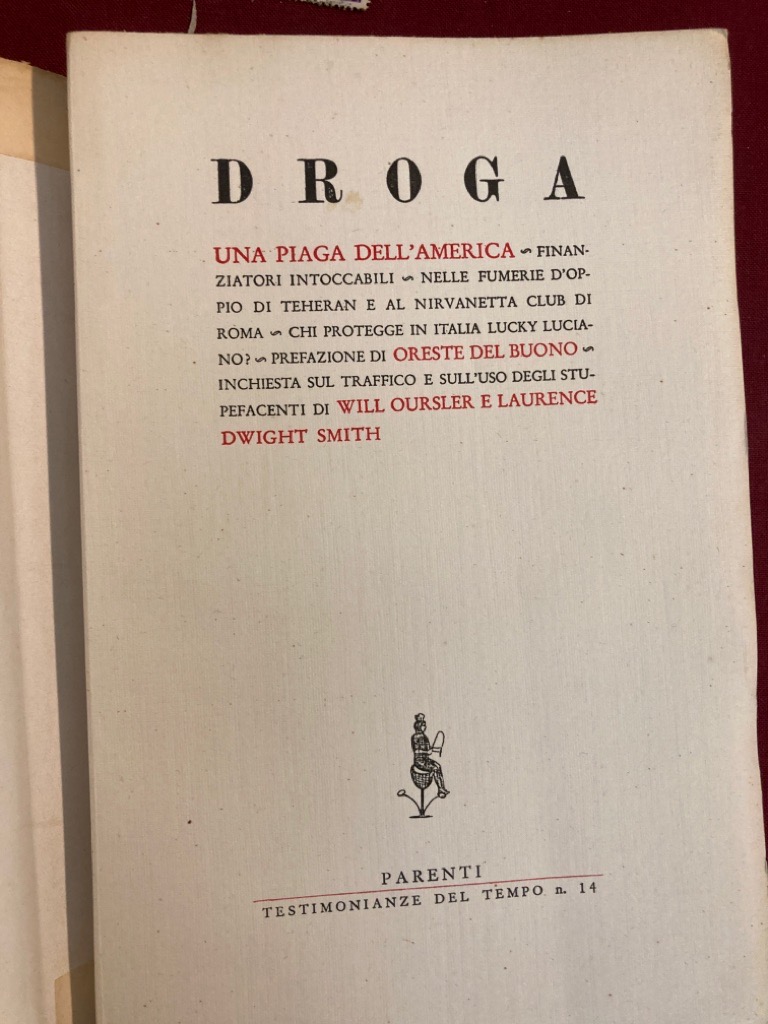 DROGA
UNA PIAGA DELL'AMERICA ~ FINAN-
ZIATORI INTOCCABILI ~ NELLE FUMERIE D'OP-
PIO DI TEHERAN E AL NIRVANETTA CLUB DI
ROMA ~ CHI PROTEGGE IN ITALIA LUCKY LUCIA-
NO? ~ PREFAZIONE DI ORESTE DEL BUONO ~
INCHIESTA SUL TRAFFICO E SULL'USO DEGLI STU-
PEFACENTI DI WILL OURSLER E LAURENCE
DWIGHT SMITH
PARENTI
TESTIMONIANZE DEL TEMPO n. 14